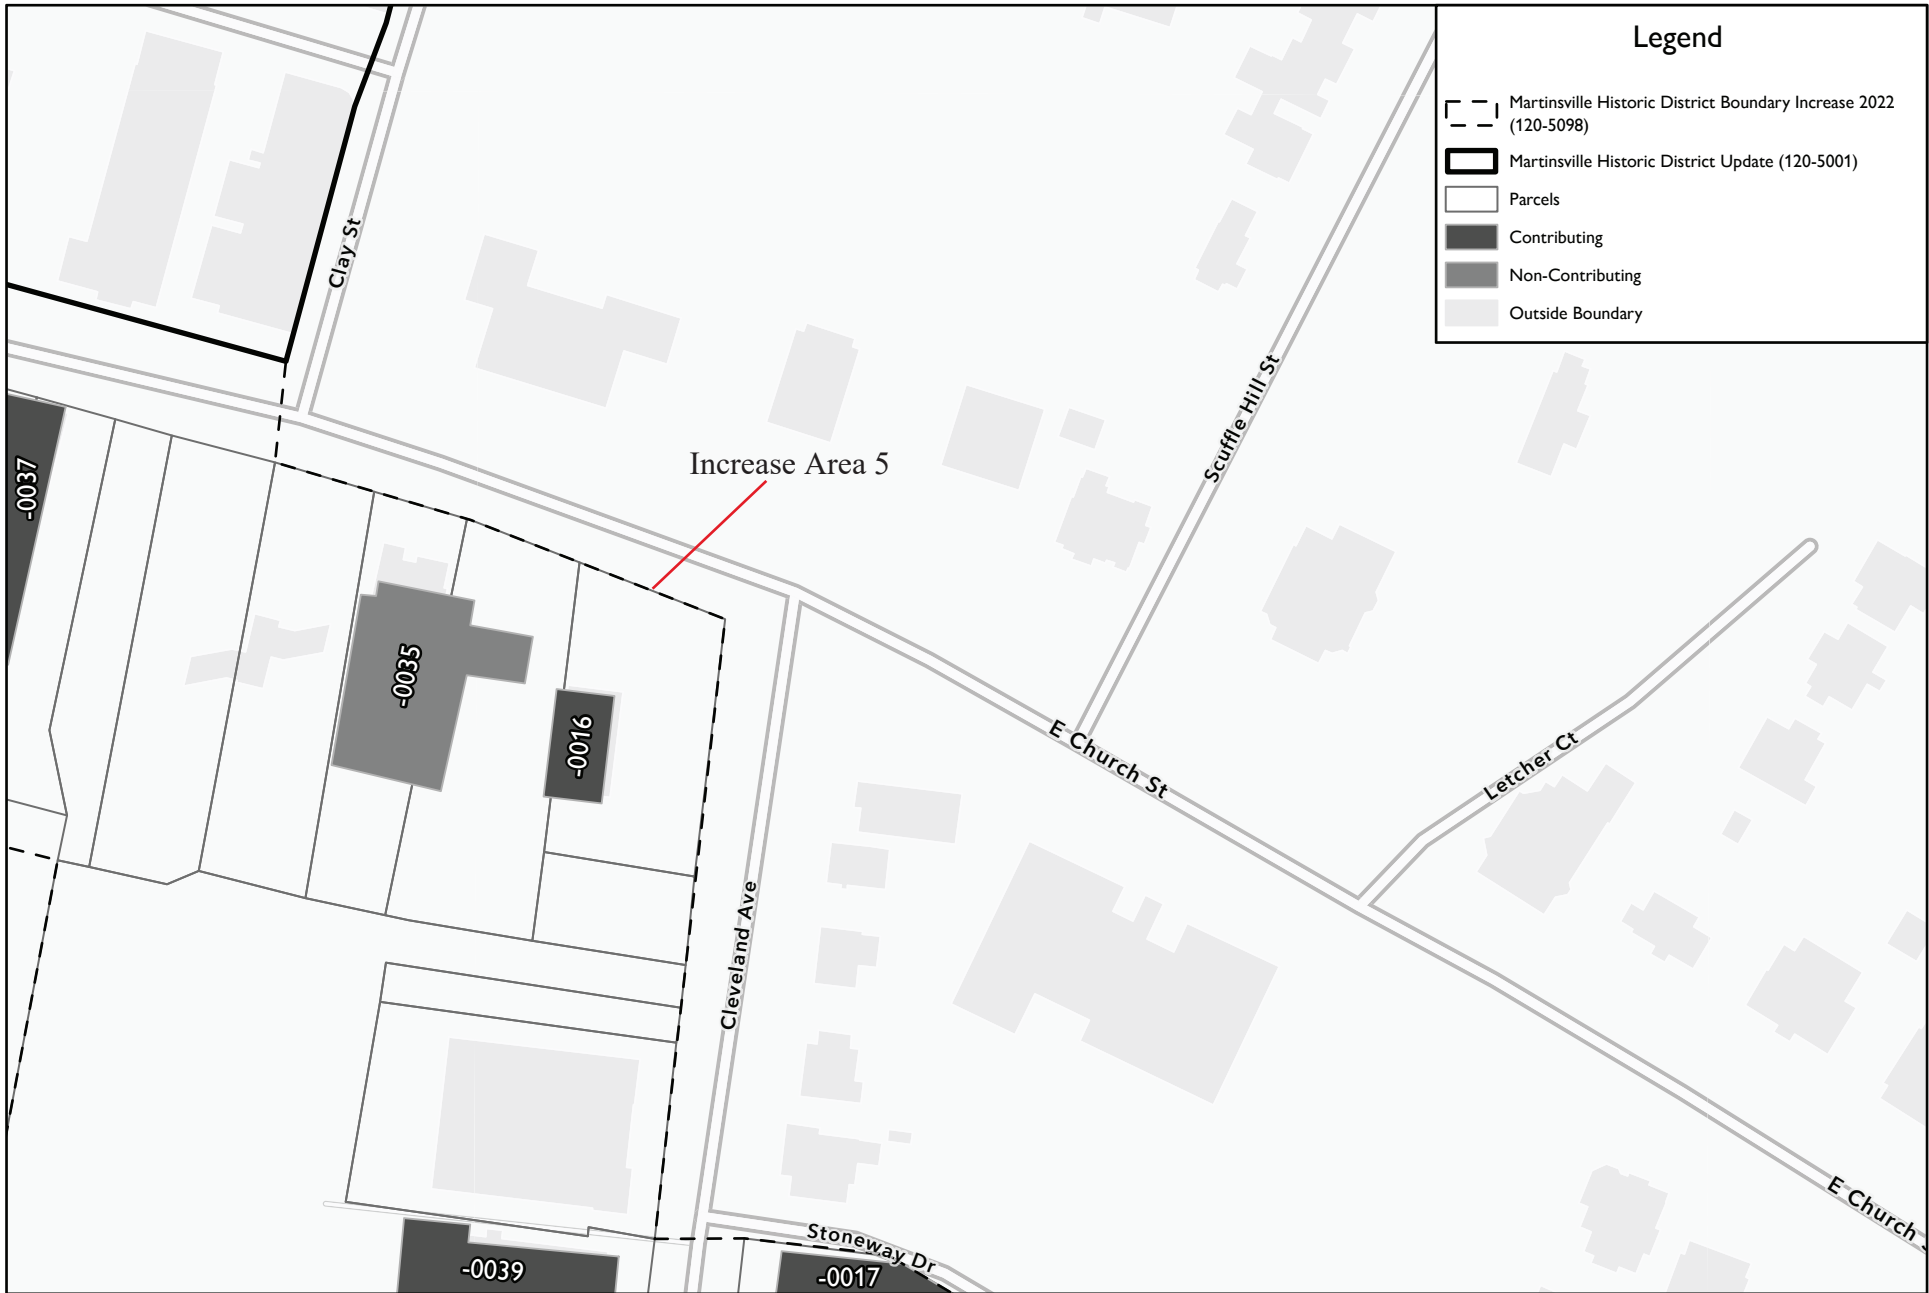 Legend
Martinsville Historic District Boundary Increase 2022
(120-5098)
Martinsville Historic District Update (120-5001)
Parcels
Contributing
Non-Contributing
Outside Boundary
Clay St
Scuffle Hill St
Increase Area 5
-0037
-0035
-0016
E Church St
Letcher Ct
Cleveland Ave
E Church S
Stoneway Dr
-0039
-0017